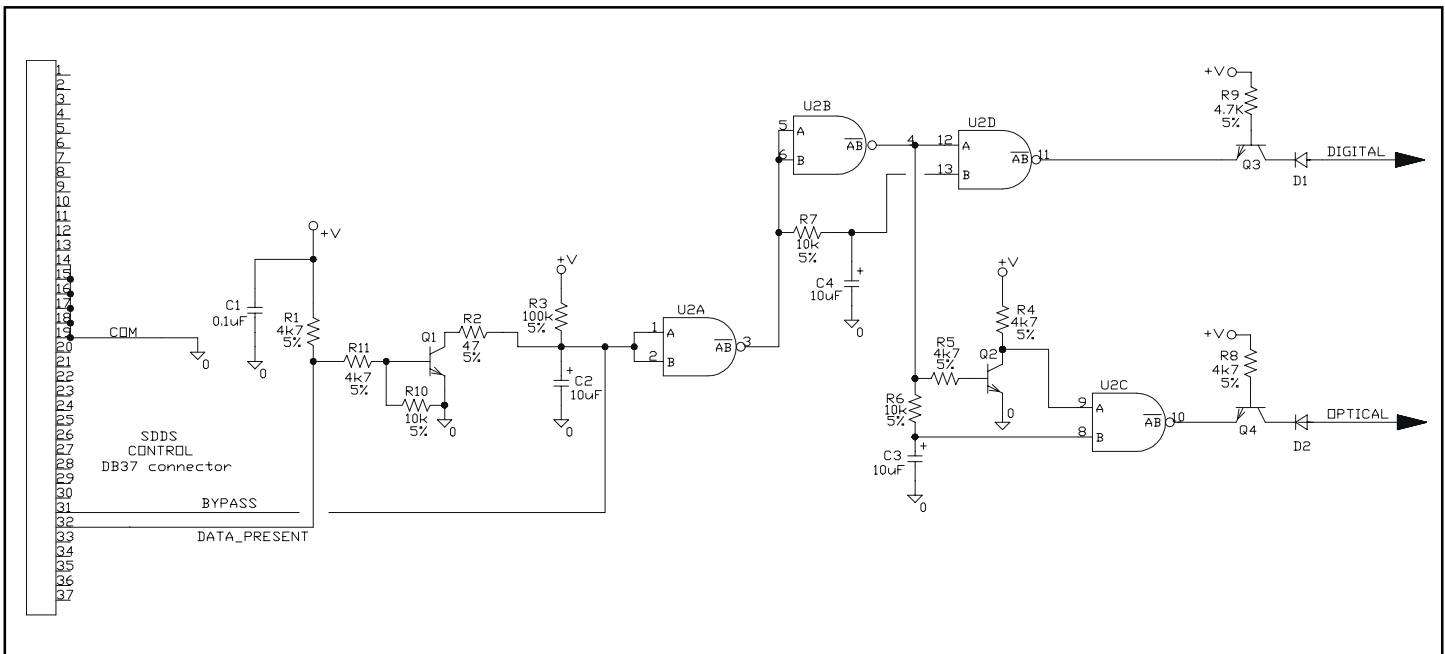 1
2
3
4
5
6
7
8
9
10
11
12
13
14
15
16
17
18
19
20
21
22
23
24
25
26
27
28
29
30
31
32
33
34
35
36
37
COM
0
SDDS
CONTROL
DB37 connector
BYPASS
DATA_PRESENT
+V
C1
0.1uF
0
R1
4k7
5%
R11
4k7
5%
R10
10k
5%
Q1
0
R2
47
5%
+V
R3
100k
5%
+
C2
10uF
0
U2A
1
A
2
B
AB
3
U2B
5
A
6
B
AB
4
R7
10k
5%
+
C4
10uF
0
U2D
12
A
13
B
AB
11
+V
R9
4.7K
5%
Q3
D1
DIGITAL
+V
R4
4k7
5%
R5
4k7
5%
Q2
0
R6
10k
5%
+
C3
10uF
0
U2C
9
A
8
B
AB
10
+V
R8
4k7
5%
Q4
D2
OPTICAL